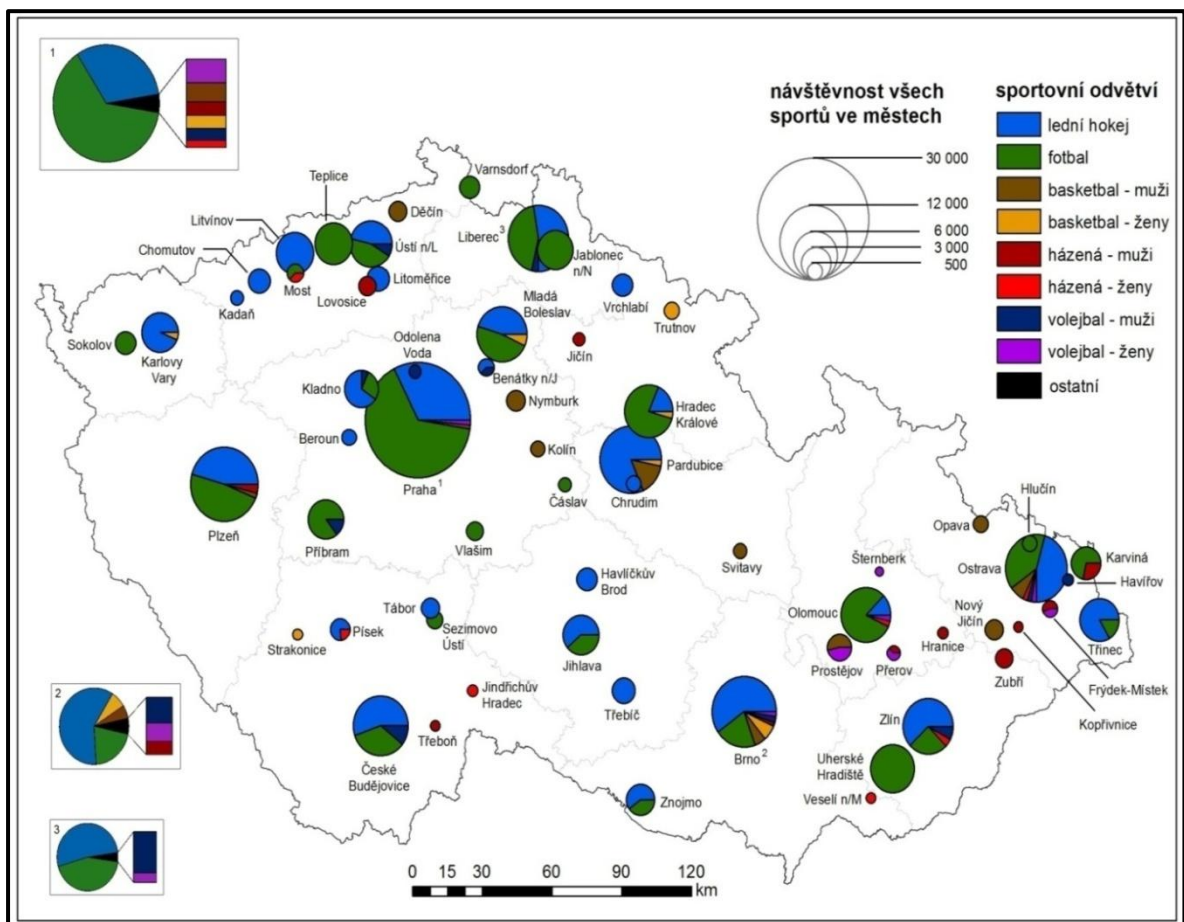 1
návštěvnost všech
sportů ve městech
30 000
12 000
6 000
3 000
500
sportovní odvětví
lední hokej
fotbal
basketbal - muži
basketbal - ženy
házená - muži
házená - ženy
volejbal - muži
volejbal - ženy
ostatní
Varnsdorf
Teplice
Děčín
Litvínov
Ústí n/L
Liberec³
Jablonec
n/N
Chomutov
Most
Litoměřice
Lovosice
Kadaň
Vrchlabí
Mladá
Boleslav
Trutnov
Sokolov
Karlovy
Vary
Odolena
Voda
Jičín
Benátky n/J
Kladno
Nymburk
Hradec
Králové
Beroun
Kolín
Pardubice
Praha¹
Chrudim
Čáslav
Plzeň
Příbram
Vlašim
Hlučín
Opava
Svitavy
Ostrava
Karviná
Havířov
Šternberk
Havlíčkův
Brod
Olomouc
Nový
Jičín
Tábor
Sezimovo
Ústí
Písek
Strakonice
Jihlava
Prostějov
Přerov
Hranice
Třinec
Zubří
Frýdek-Místek
Kopřivnice
Jindřichův
Hradec
Třebíč
Třeboň
České
Budějovice
Brno²
Zlín
Uherské
Hradiště
Veselí n/M
Znojmo
2
3
0
15
30
60
90
120
km